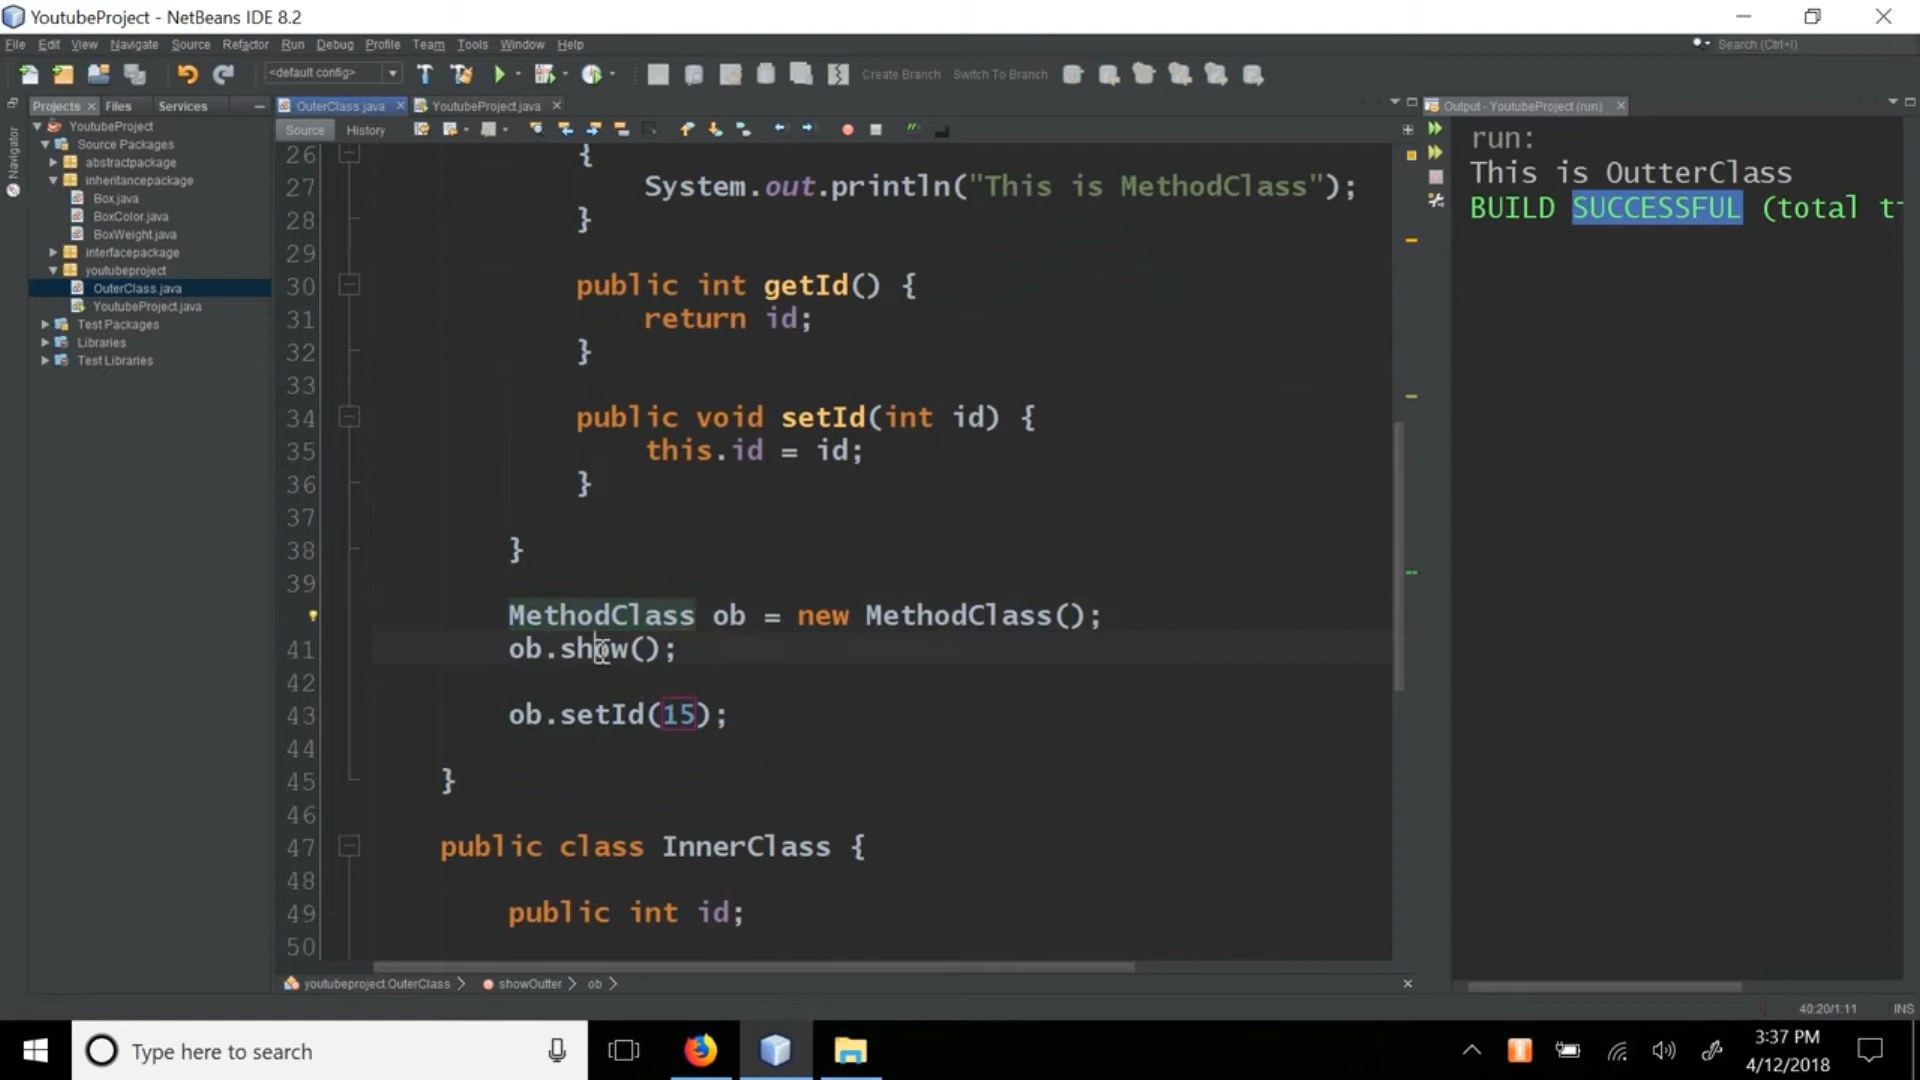 YoutubeProject - NetBeans IDE 8.2
File Edit View Navigate Source Refactor Run Debug Profile Team Tools Window Help
Search (Ctrl+I)
<default config>
Create Branch Switch To Branch
Projects Files Services
OuterClass.java YoutubeProject.java
Output - YoutubeProject (run)
Navigator
YoutubeProject
Source Packages
abstractpackage
inheritancepackage
Box.java
BoxColor.java
BoxWeight.java
interfacepackage
youtubeproject
OuterClass.java
YoutubeProject.java
Test Packages
Libraries
Test Libraries
Source History
26 {
27 System.out.println("This is MethodClass");
28 }
29
30 public int getId() {
31 return id;
32 }
33
34 public void setId(int id) {
35 this.id = id;
36 }
37
38 }
39
MethodClass ob = new MethodClass();
41 ob.show();
42
43 ob.setId(15);
44
45 }
46
47 public class InnerClass {
48
49 public int id;
50
run:
This is OutterClass
BUILD SUCCESSFUL (total
youtubeproject.OuterClass showOutter ob
40:20/1:11 INS
Type here to search
3:37 PM
4/12/2018